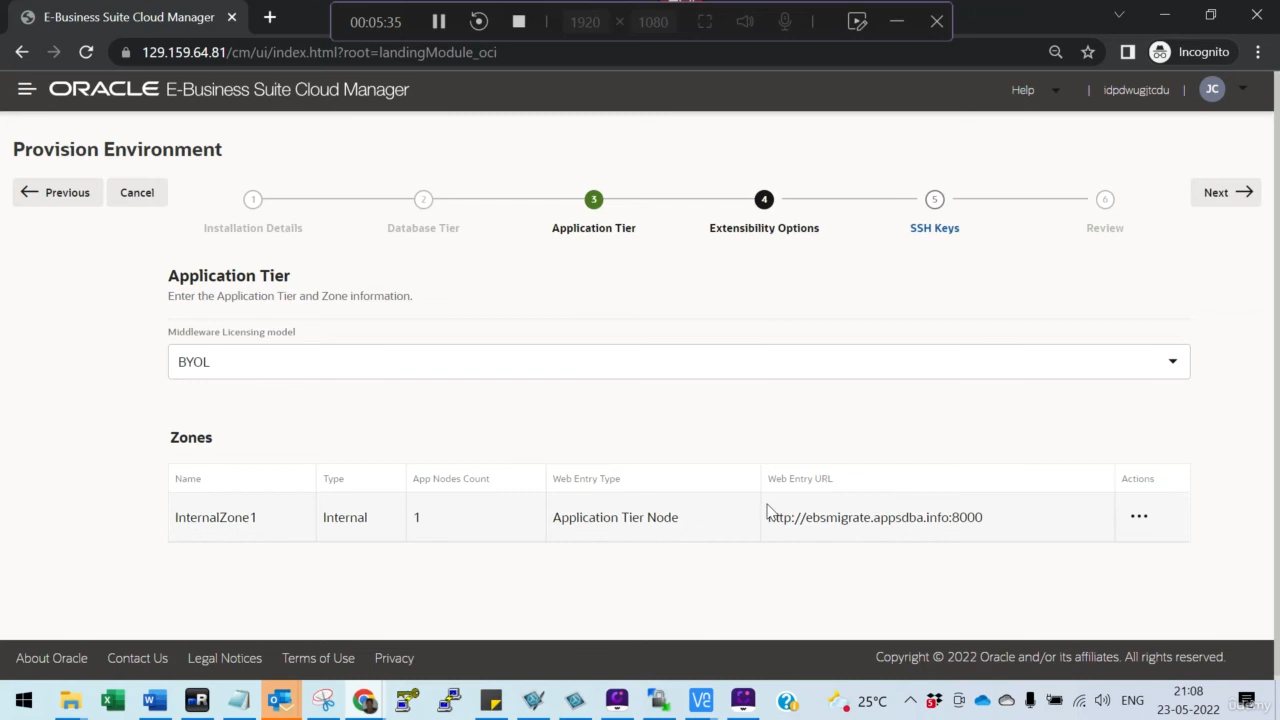 E-Business Suite Cloud Manager
00:05:35
1920 × 1080
129.159.64.81/cm/ui/index.html?root=landingModule_oci
Incognito
ORACLE E-Business Suite Cloud Manager
Help
idpdwugjtcdu
JC
Provision Environment
Previous
Cancel
1
2
3
4
5
6
Next
Installation Details
Database Tier
Application Tier
Extensibility Options
SSH Keys
Review
Application Tier
Enter the Application Tier and Zone information.
Middleware Licensing model
BYOL
Zones
Name Type App Nodes Count Web Entry Type Web Entry URL Actions
InternalZone1 Internal 1 Application Tier Node http://ebsmigrate.appsdba.info:8000 ...
About Oracle Contact Us Legal Notices Terms of Use Privacy
Copyright © 2022 Oracle and/or its affiliates. All rights reserved.
25°C
ENG
21:08
23-05-2022
udemy